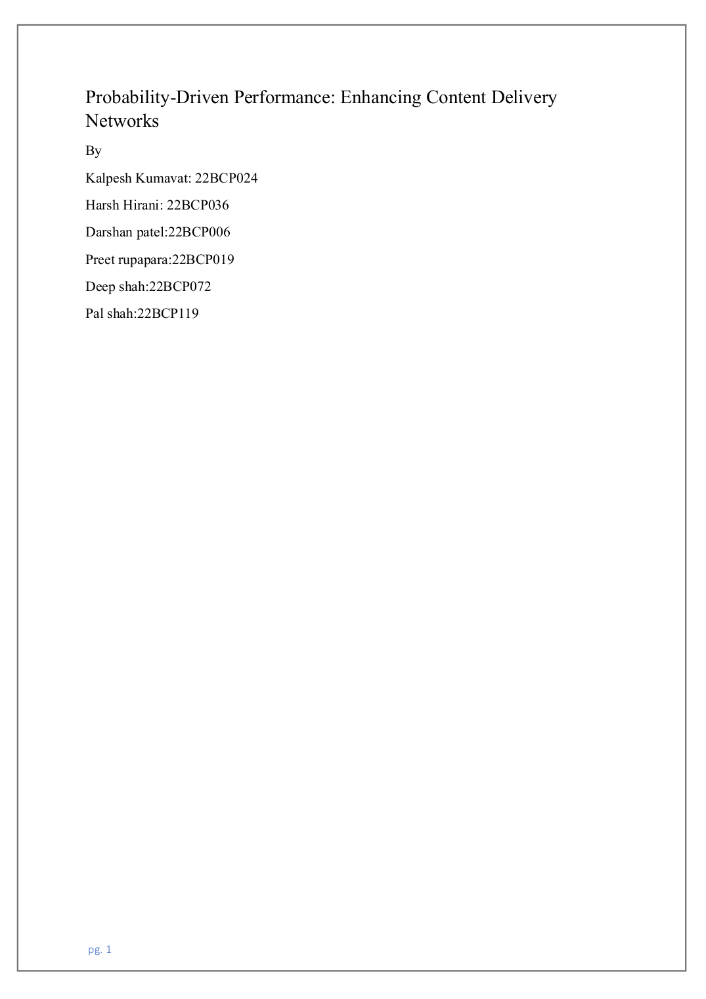 Probability-Driven Performance: Enhancing Content Delivery
Networks
By
Kalpesh Kumavat: 22BCP024
Harsh Hirani: 22BCP036
Darshan patel:22BCP006
Preet rupapara:22BCP019
Deep shah:22BCP072
Pal shah:22BCP119
pg. 1